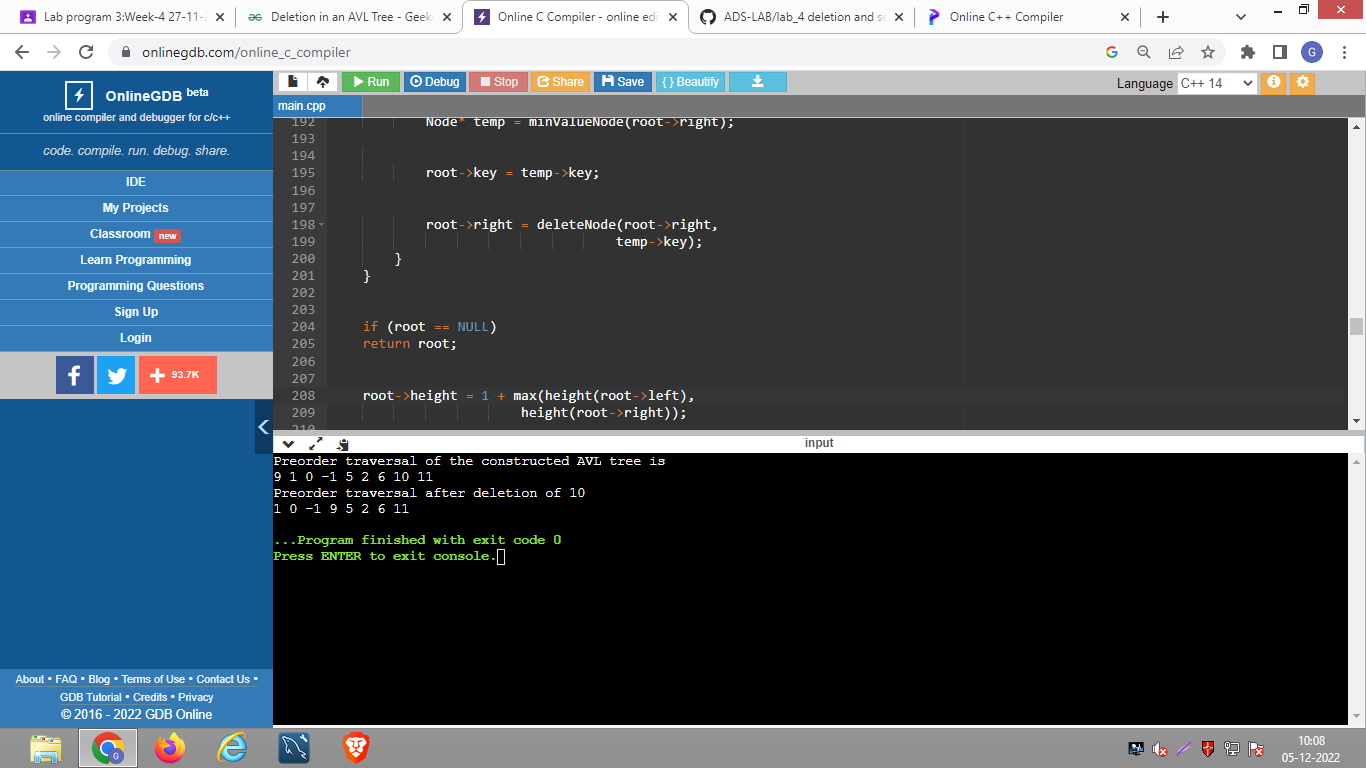 Lab program 3:Week-4 27-11-
Deletion in an AVL Tree - Geeks
Online C Compiler - online edi
ADS-LAB/lab_4 deletion and se
Online C++ Compiler
onlinegdb.com/online_c_compiler
G
OnlineGDB beta
online compiler and debugger for c/c++
code. compile. run. debug. share.
IDE
My Projects
Classroom new
Learn Programming
Programming Questions
Sign Up
Login
93.7K
About • FAQ • Blog • Terms of Use • Contact Us •
GDB Tutorial • Credits • Privacy
© 2016 - 2022 GDB Online
Run Debug Stop Share Save { } Beautify
Language C++ 14
main.cpp
192 Node* temp = minValueNode(root->right);
193
194
195 root->key = temp->key;
196
197
198 root->right = deleteNode(root->right,
199 temp->key);
200 }
201 }
202
203
204 if (root == NULL)
205 return root;
206
207
208 root->height = 1 + max(height(root->left),
209 height(root->right));
210
input
Preorder traversal of the constructed AVL tree is
9 1 0 -1 5 2 6 10 11
Preorder traversal after deletion of 10
1 0 -1 9 5 2 6 11
...Program finished with exit code 0
Press ENTER to exit console.
10:08
05-12-2022